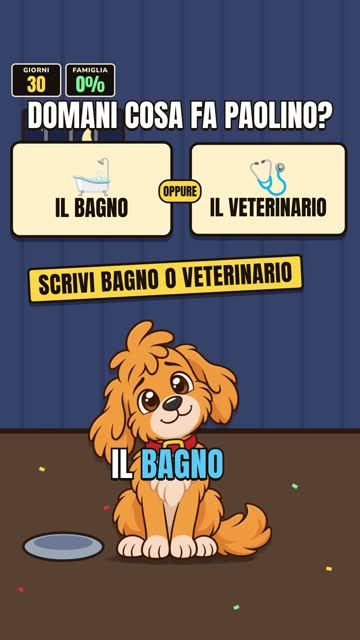 GIORNI
30
FAMIGLIA
0%
DOMANI COSA FA PAOLINO?
IL BAGNO
OPPURE
IL VETERINARIO
SCRIVI BAGNO O VETERINARIO
IL BAGNO